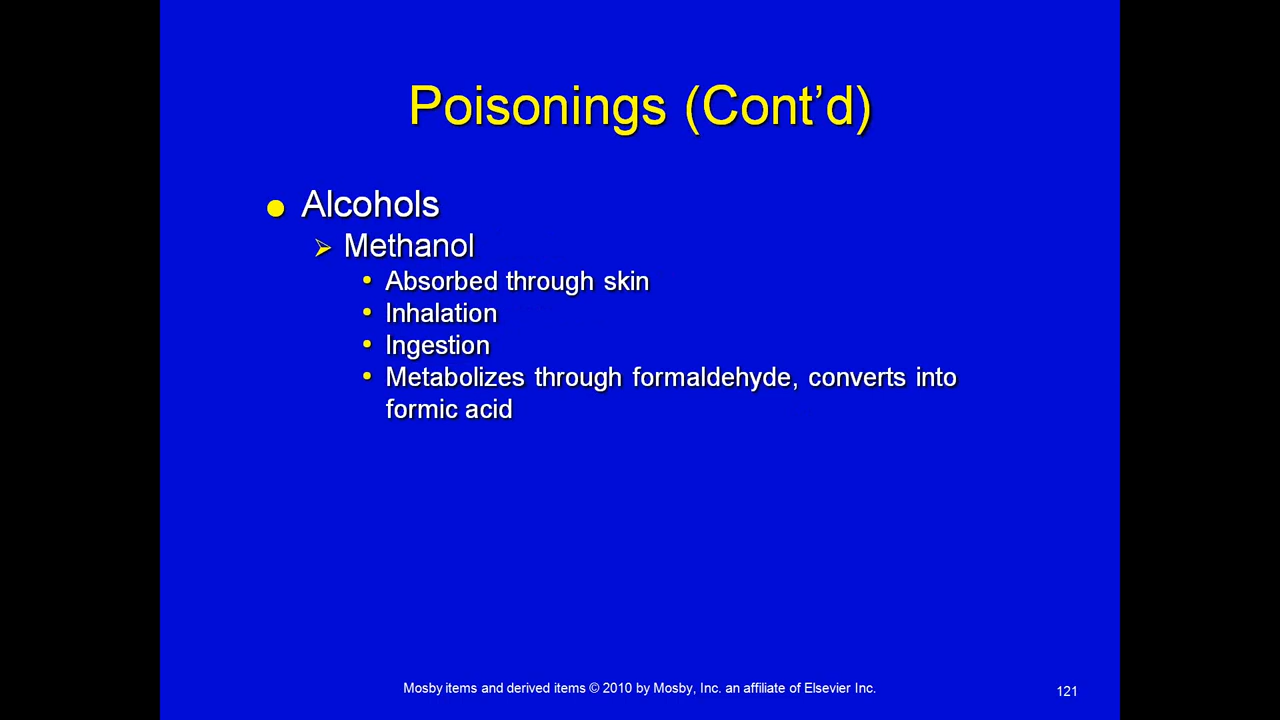 Poisonings (Cont’d)
Alcohols
Methanol
Absorbed through skin
Inhalation
Ingestion
Metabolizes through formaldehyde, converts into
formic acid
Mosby items and derived items © 2010 by Mosby, Inc. an affiliate of Elsevier Inc.
121